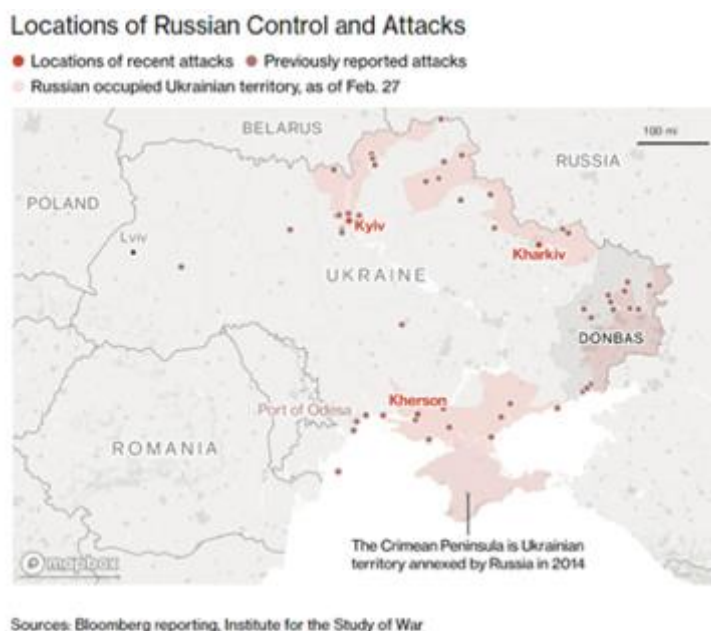 Locations of Russian Control and Attacks
Locations of recent attacks Previously reported attacks
Russian occupied Ukrainian territory, as of Feb. 27
BELARUS
100 mi
RUSSIA
POLAND
Lviv
Kyiv
Kharkiv
UKRAINE
DONBAS
Kherson
Port of Odesa
ROMANIA
The Crimean Peninsula is Ukrainian
territory annexed by Russia in 2014
mapbox
Sources: Bloomberg reporting, Institute for the Study of War